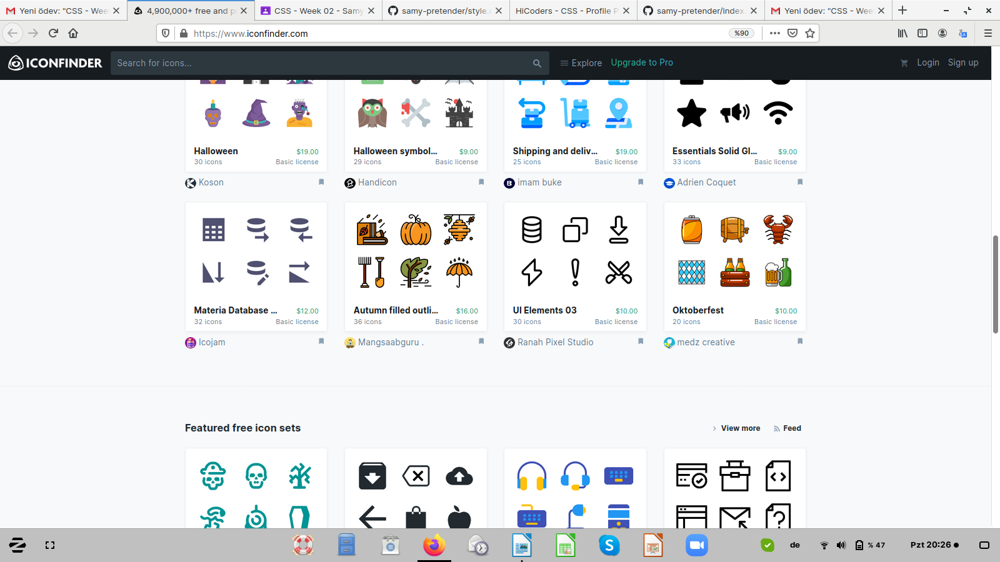 Yeni ödev: "CSS - Wee
4,900,000+ free and p
CSS - Week 02 - Samy
samy-pretender/style.c
HiCoders - CSS - Profile P
samy-pretender/index.
Yeni ödev: "CSS - Wee
https://www.iconfinder.com
%90
ICONFINDER
Search for icons...
Explore
Upgrade to Pro
Login
Sign up
Halloween $19.00
30 icons Basic license
Koson
Halloween symbol... $9.00
29 icons Basic license
Handicon
Shipping and deliv... $19.00
25 icons Basic license
imam buke
Essentials Solid Gl... $9.00
33 icons Basic license
Adrien Coquet
Materia Database ... $12.00
32 icons Basic license
Icojam
Autumn filled outli... $16.00
36 icons Basic license
Mangsaabguru .
UI Elements 03 $10.00
30 icons Basic license
Ranah Pixel Studio
Oktoberfest $10.00
20 icons Basic license
medz creative
Featured free icon sets
View more
Feed
de
% 47
Pzt 20:26